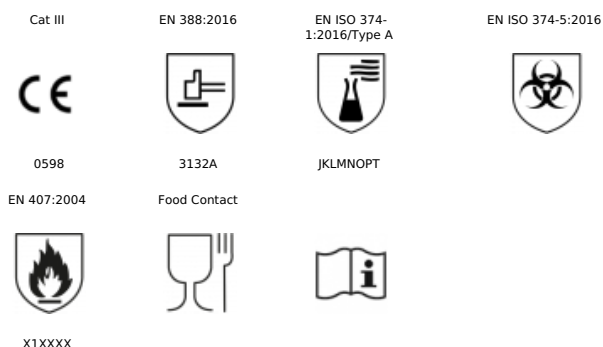 Cat III
EN 388:2016
EN ISO 374-
1:2016/Type A
EN ISO 374-5:2016
CE
i
0598
3132A
JKLMNOPT
EN 407:2004
Food Contact
X1XXXX